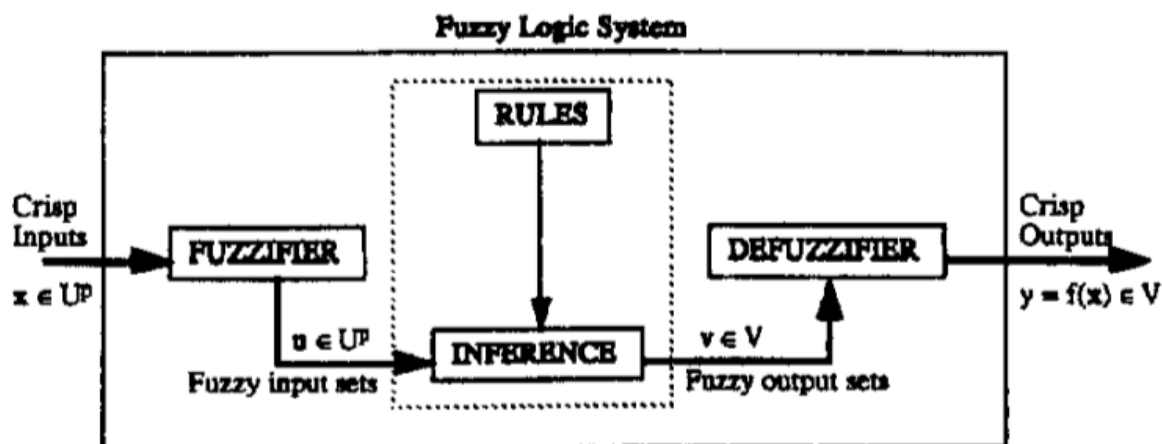 Fuzzy Logic System
RULES
Crisp
Inputs
x ∈ Uᵖ
FUZZIFIER
u ∈ Uᵖ
Fuzzy input sets
INFERENCE
v ∈ V
Fuzzy output sets
DEFUZZIFIER
Crisp
Outputs
y = f(x) ∈ V